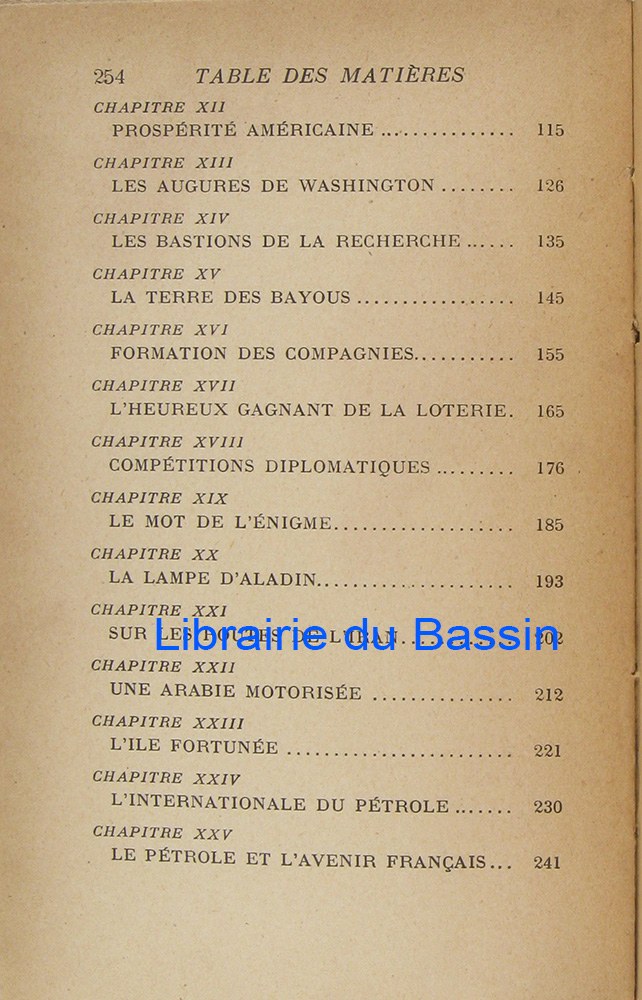 254 TABLE DES MATIÈRES
CHAPITRE XII
PROSPÉRITÉ AMÉRICAINE .............. 115
CHAPITRE XIII
LES AUGURES DE WASHINGTON ........ 126
CHAPITRE XIV
LES BASTIONS DE LA RECHERCHE ...... 135
CHAPITRE XV
LA TERRE DES BAYOUS ................. 145
CHAPITRE XVI
FORMATION DES COMPAGNIES........... 155
CHAPITRE XVII
L'HEUREUX GAGNANT DE LA LOTERIE. 165
CHAPITRE XVIII
COMPÉTITIONS DIPLOMATIQUES ......... 176
CHAPITRE XIX
LE MOT DE L'ÉNIGME................... 185
CHAPITRE XX
LA LAMPE D'ALADIN..................... 193
CHAPITRE XXI
SUR LES ROUTES DE L'IRAN............ 202
Librairie du Bassin
CHAPITRE XXII
UNE ARABIE MOTORISÉE ............... 212
CHAPITRE XXIII
L'ILE FORTUNÉE ........................ 221
CHAPITRE XXIV
L'INTERNATIONALE DU PÉTROLE ....... 230
CHAPITRE XXV
LE PÉTROLE ET L'AVENIR FRANÇAIS... 241